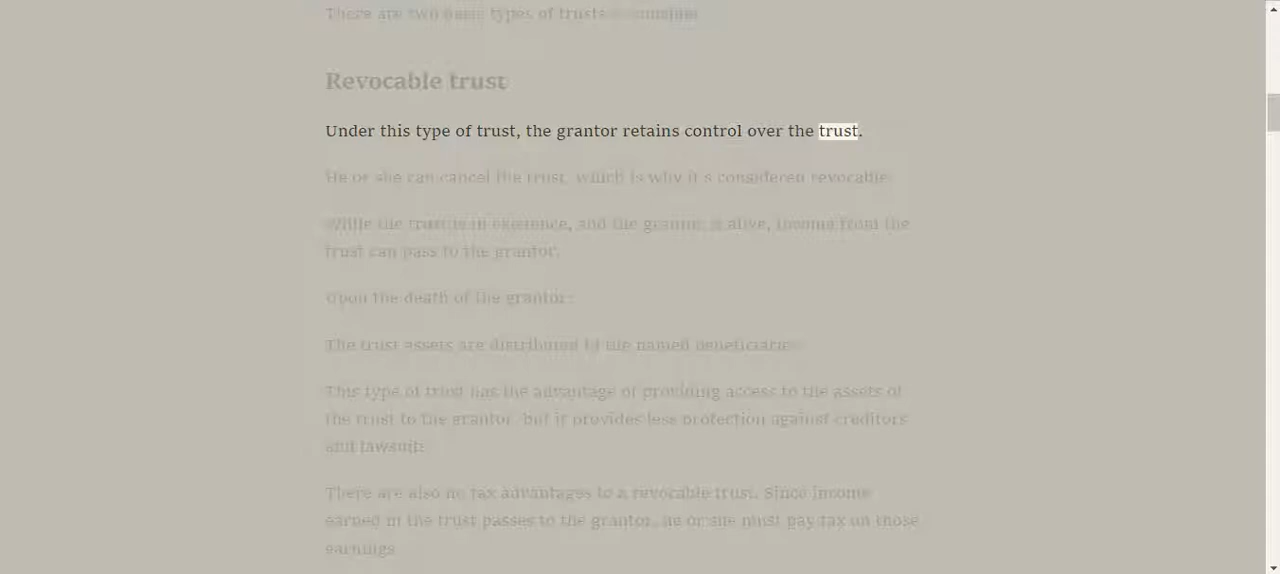 There are two basic types of trusts to consider
Revocable trust
Under this type of trust, the grantor retains control over the trust.
He or she can cancel the trust, which is why it's considered revocable.
While the trust is in existence, and the grantor is alive, income from the
trust can pass to the grantor.
Upon the death of the grantor:
The trust assets are distributed to the named beneficiaries.
This type of trust has the advantage of providing access to the assets of
the trust to the grantor, but it provides less protection against creditors
and lawsuits.
There are also no tax advantages to a revocable trust. Since income
earned in the trust passes to the grantor, he or she must pay tax on those
earnings.